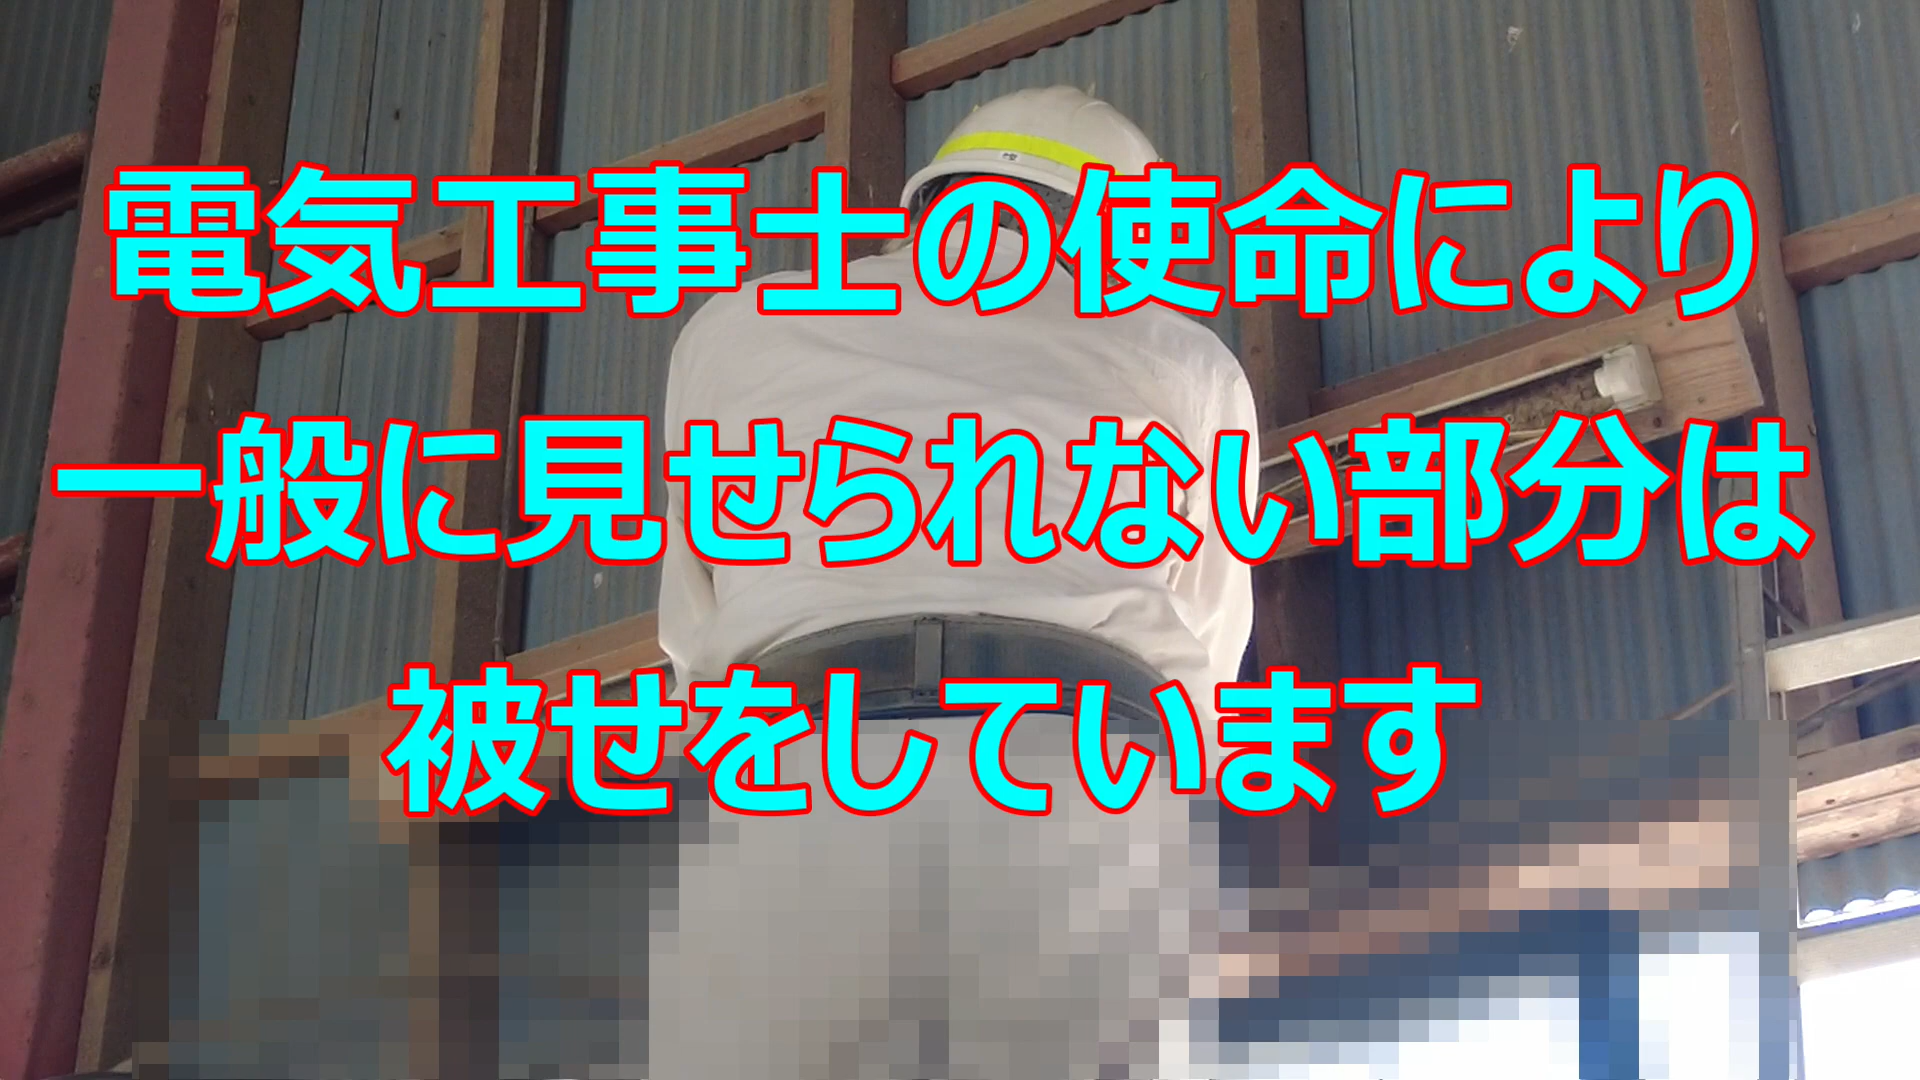 電気工事士の使命により
一般に見せられない部分は
被せをしています